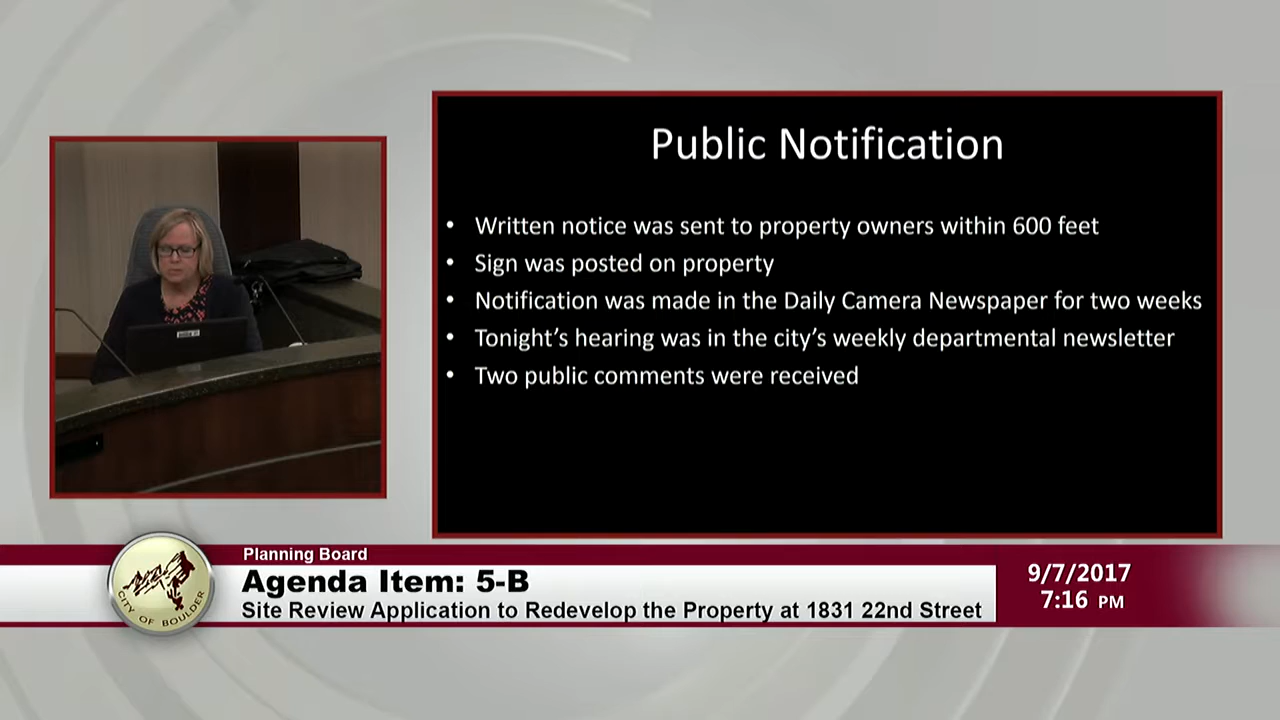 Public Notification
• Written notice was sent to property owners within 600 feet
• Sign was posted on property
• Notification was made in the Daily Camera Newspaper for two weeks
• Tonight's hearing was in the city's weekly departmental newsletter
• Two public comments were received
Planning Board
Agenda Item: 5-B
Site Review Application to Redevelop the Property at 1831 22nd Street
9/7/2017
7:16 PM
CITY OF BOULDER